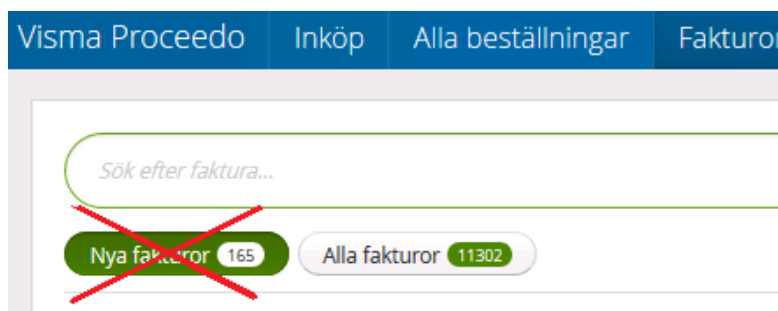 Visma Proceedo Inköp Alla beställningar Fakturor
Sök efter faktura...
Nya fakturor 165 Alla fakturor 11302